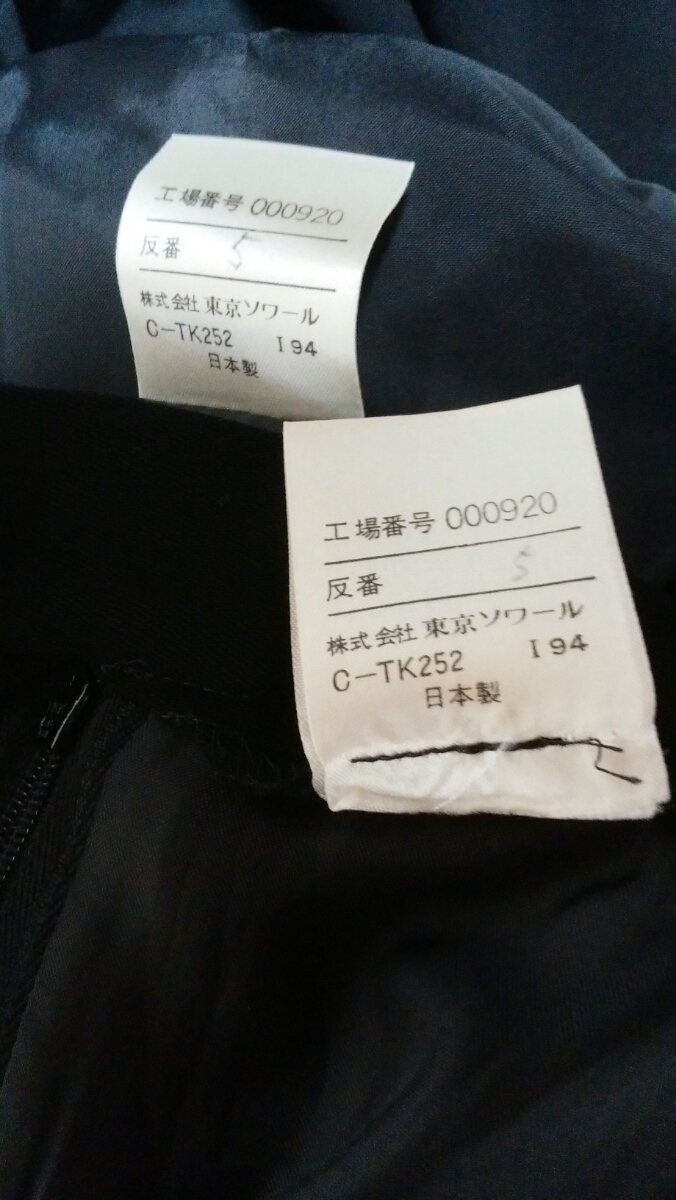 工場番号 000920
反番 5
株式会社 東京ソワール
C-TK252 I 94
日本製
工場番号 000920
反番 5
株式会社 東京ソワール
C-TK252 I 94
日本製